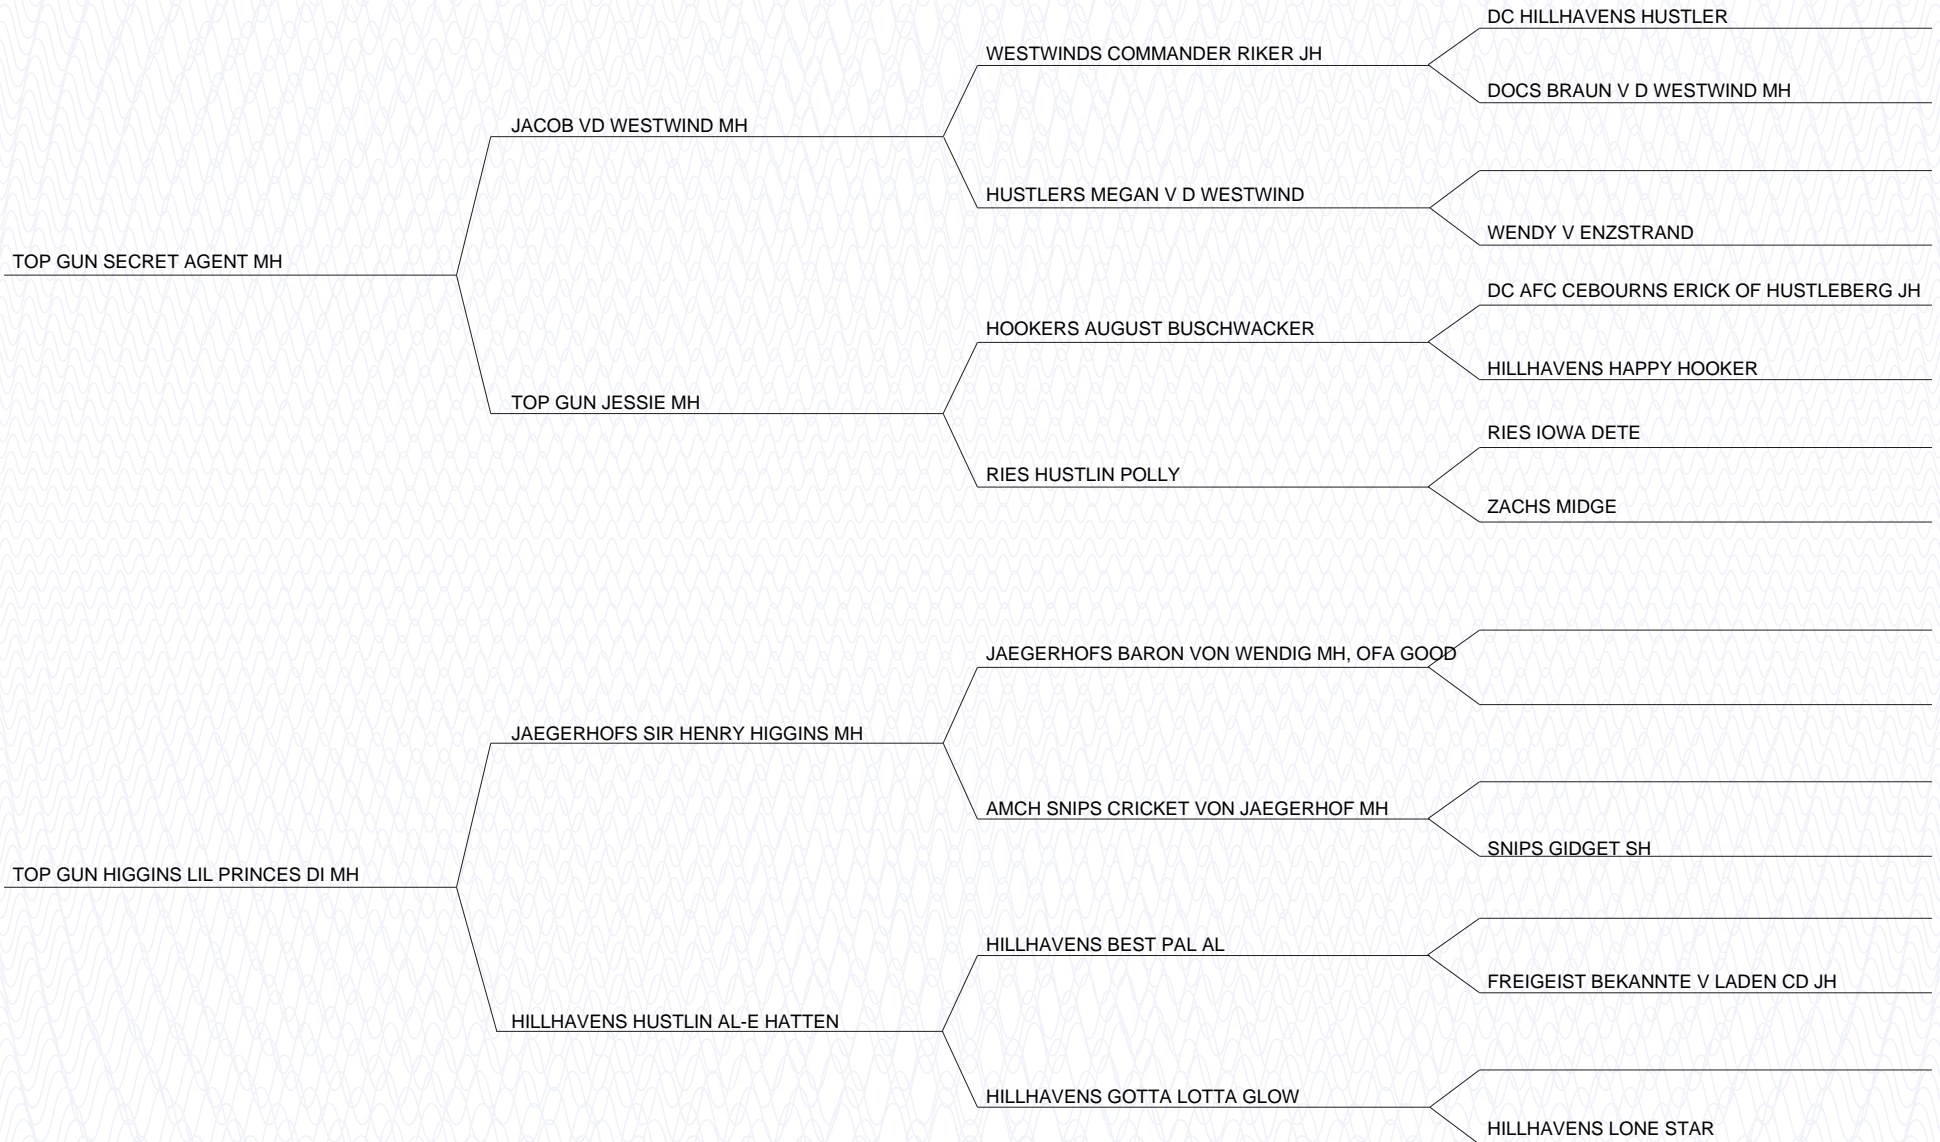 DC HILLHAVENS HUSTLER
WESTWINDS COMMANDER RIKER JH
DOCS BRAUN V D WESTWIND MH
JACOB VD WESTWIND MH
HUSTLERS MEGAN V D WESTWIND
WENDY V ENZSTRAND
TOP GUN SECRET AGENT MH
DC AFC CEBOURNS ERICK OF HUSTLEBERG JH
HOOKERS AUGUST BUSCHWACKER
HILLHAVENS HAPPY HOOKER
TOP GUN JESSIE MH
RIES IOWA DETE
RIES HUSTLIN POLLY
ZACHS MIDGE
JAEGERHOFS BARON VON WENDIG MH, OFA GOOD
JAEGERHOFS SIR HENRY HIGGINS MH
AMCH SNIPS CRICKET VON JAEGERHOF MH
SNIPS GIDGET SH
TOP GUN HIGGINS LIL PRINCES DI MH
HILLHAVENS BEST PAL AL
FREIGEIST BEKANNTE V LADEN CD JH
HILLHAVENS HUSTLIN AL-E HATTEN
HILLHAVENS GOTTA LOTTA GLOW
HILLHAVENS LONE STAR